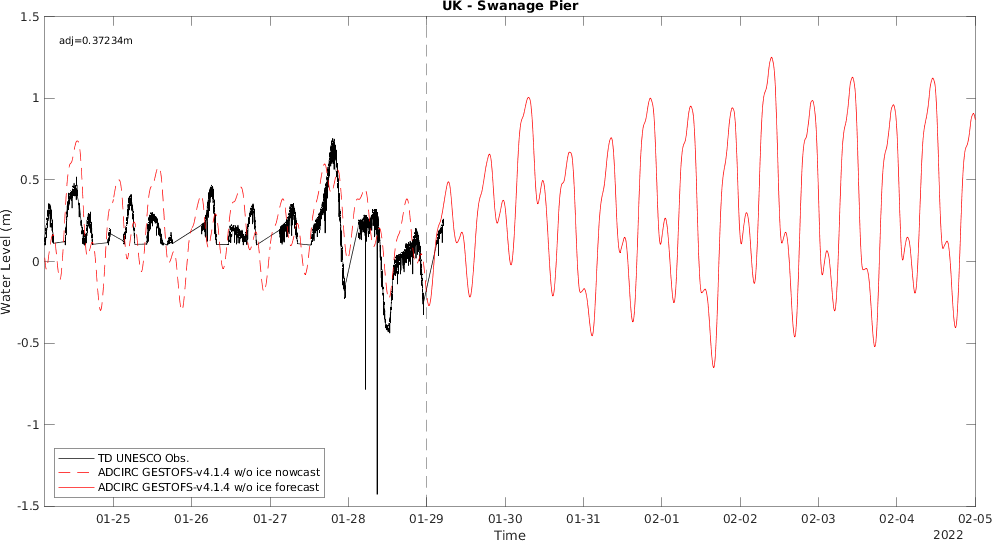 UK - Swanage Pier
adj=0.37234m
1.5
1
0.5
0
-0.5
-1
-1.5
Water Level (m)
TD UNESCO Obs.
ADCIRC GESTOFS-v4.1.4 w/o ice nowcast
ADCIRC GESTOFS-v4.1.4 w/o ice forecast
01-25 01-26 01-27 01-28 01-29 01-30 01-31 02-01 02-02 02-03 02-04 02-05
Time
2022